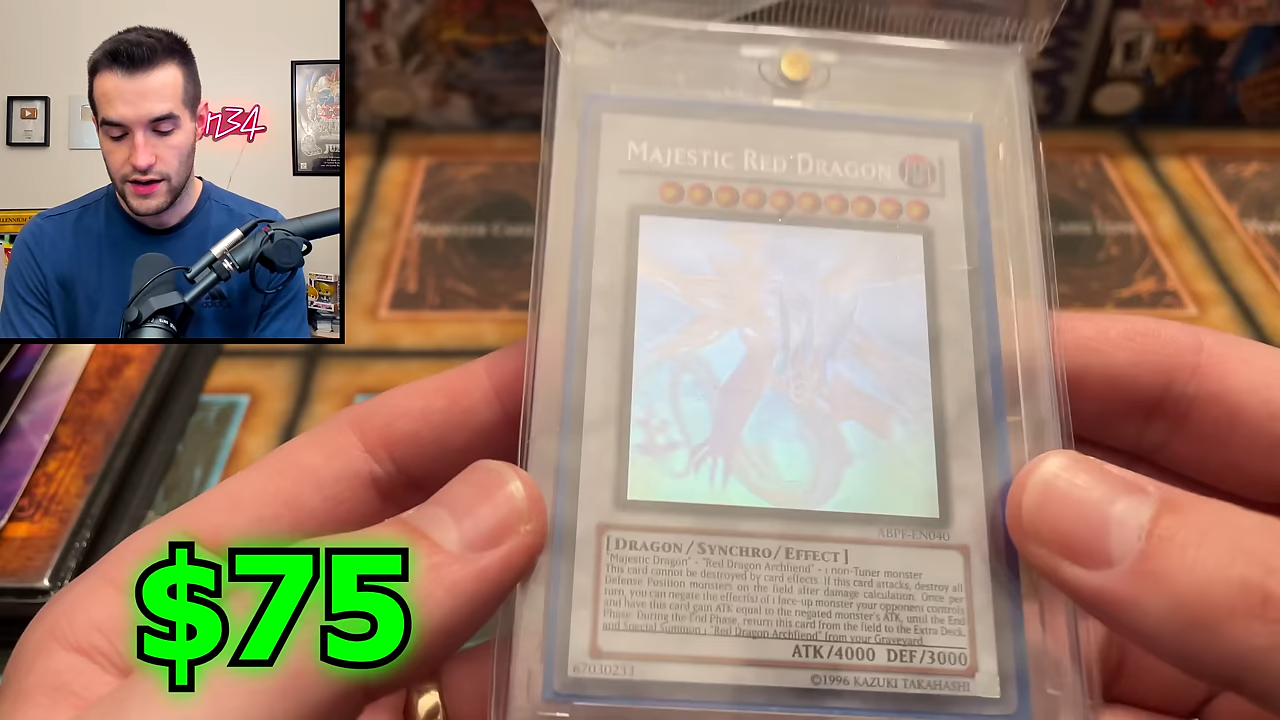 r734
JU
LLENNIUM
MAJESTIC RED DRAGON
ABPF-EN040
[DRAGON/SYNCHRO/EFFECT]
"Majestic Dragon" + "Red Dragon Archfiend" + 1 non-Tuner monster
This card cannot be destroyed by card effects. If this card attacks, destroy all
Defense Position monsters on the field after damage calculation. Once per
turn, you can negate the effect(s) of 1 face-up monster your opponent controls
and have this card gain ATK equal to the negated monster's ATK, until the End
Phase. During the End Phase, return this card from the field to the Extra Deck,
and Special Summon 1 "Red Dragon Archfiend" from your Graveyard.
ATK/4000 DEF/3000
67030233
©1996 KAZUKI TAKAHASHI
$75